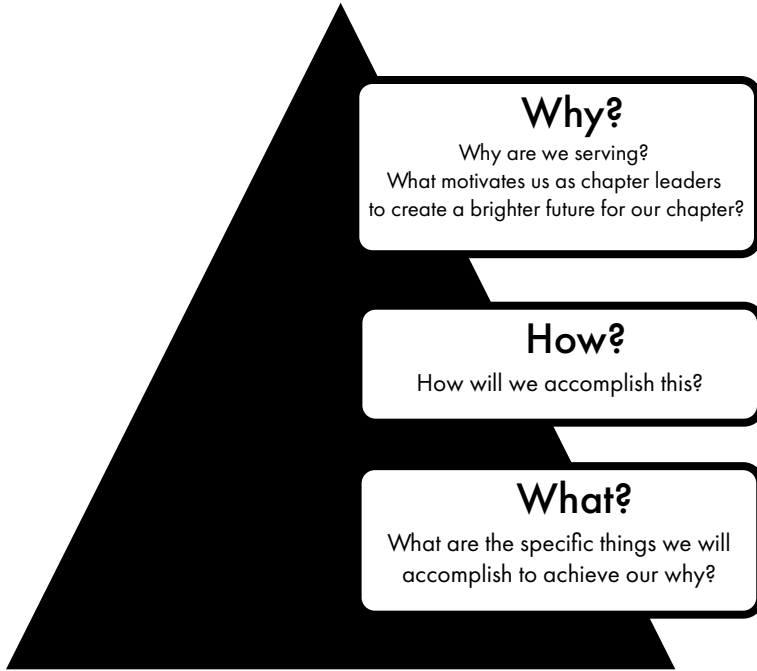 Why?
Why are we serving?
What motivates us as chapter leaders
to create a brighter future for our chapter?
How?
How will we accomplish this?
What?
What are the specific things we will
accomplish to achieve our why?